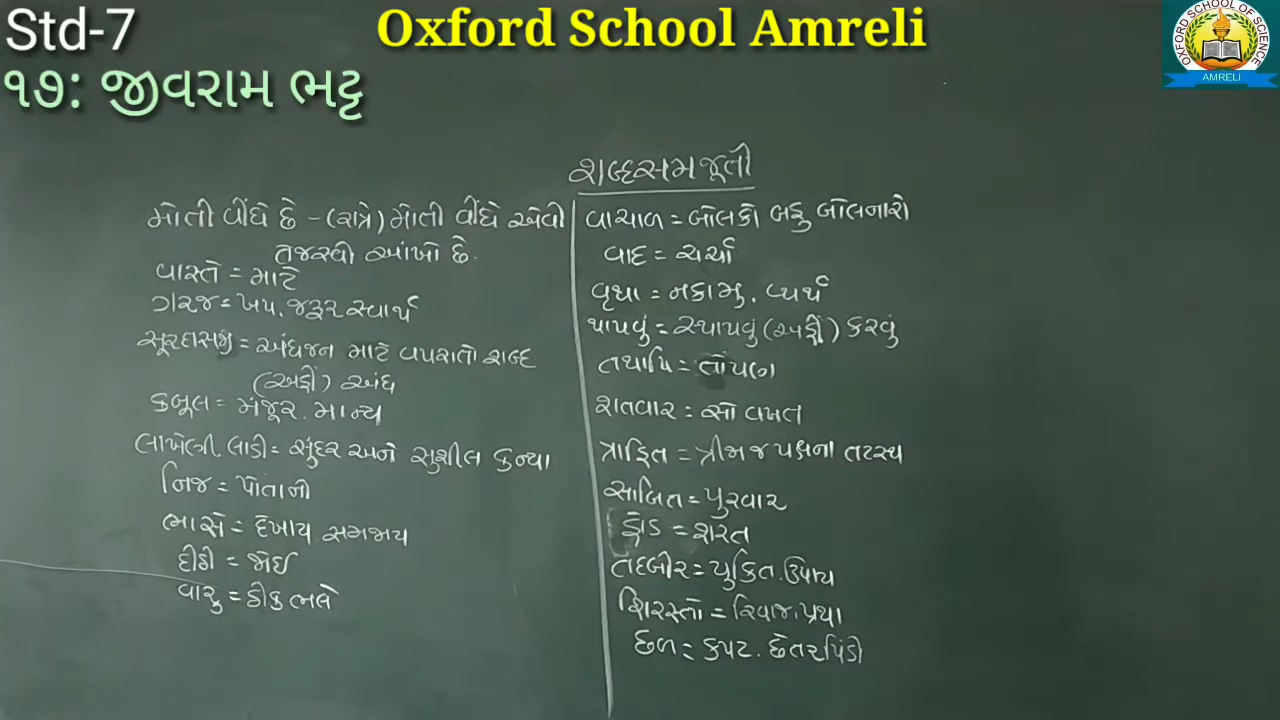 Std-7
Oxford School Amreli
OXFORD SCHOOL OF SCIENCE
AMRELI
૧૭: જીવરામ ભટ્ટ
શબ્દસમજૂતી
મોતી વીંધે છે - (રાત્રે) મોતી વીંધે એવી
તેજસ્વી આંખો છે.
વાસ્તે = માટે
ગરજ = ખપ, જરૂર સ્વાર્થ
સૂરદાસજી = અંધજન માટે વપરાતો શબ્દ
(અહીં) અંધ
કબૂલ = મંજૂર. માન્ય
લાખેણી લાડી = સુંદર અને સુશીલ કન્યા
નિજ = પોતાની
ભાસે = દેખાય સમજાય
દીઠી = જોઈ
વારુ = ઠીક ભલે
વાચાળ = બોલકો બહુ બોલનારો
વાદ = ચર્ચા
વૃથા = નકામુ. વ્યર્થ
થાપવું = સ્થાપવું (અહીં) કરવું
તથાપિ = તોપણ
શતવાર = સો વખત
ત્રાહિત = ત્રીજા જ પક્ષના તટસ્થ
સાબિત = પુરવાર
હોડ = શરત
તદબીર = યુકિત. ઉપાય
શિરસ્તો = રિવાજ. પ્રથા
છળ = કપટ. છેતરપિંડી